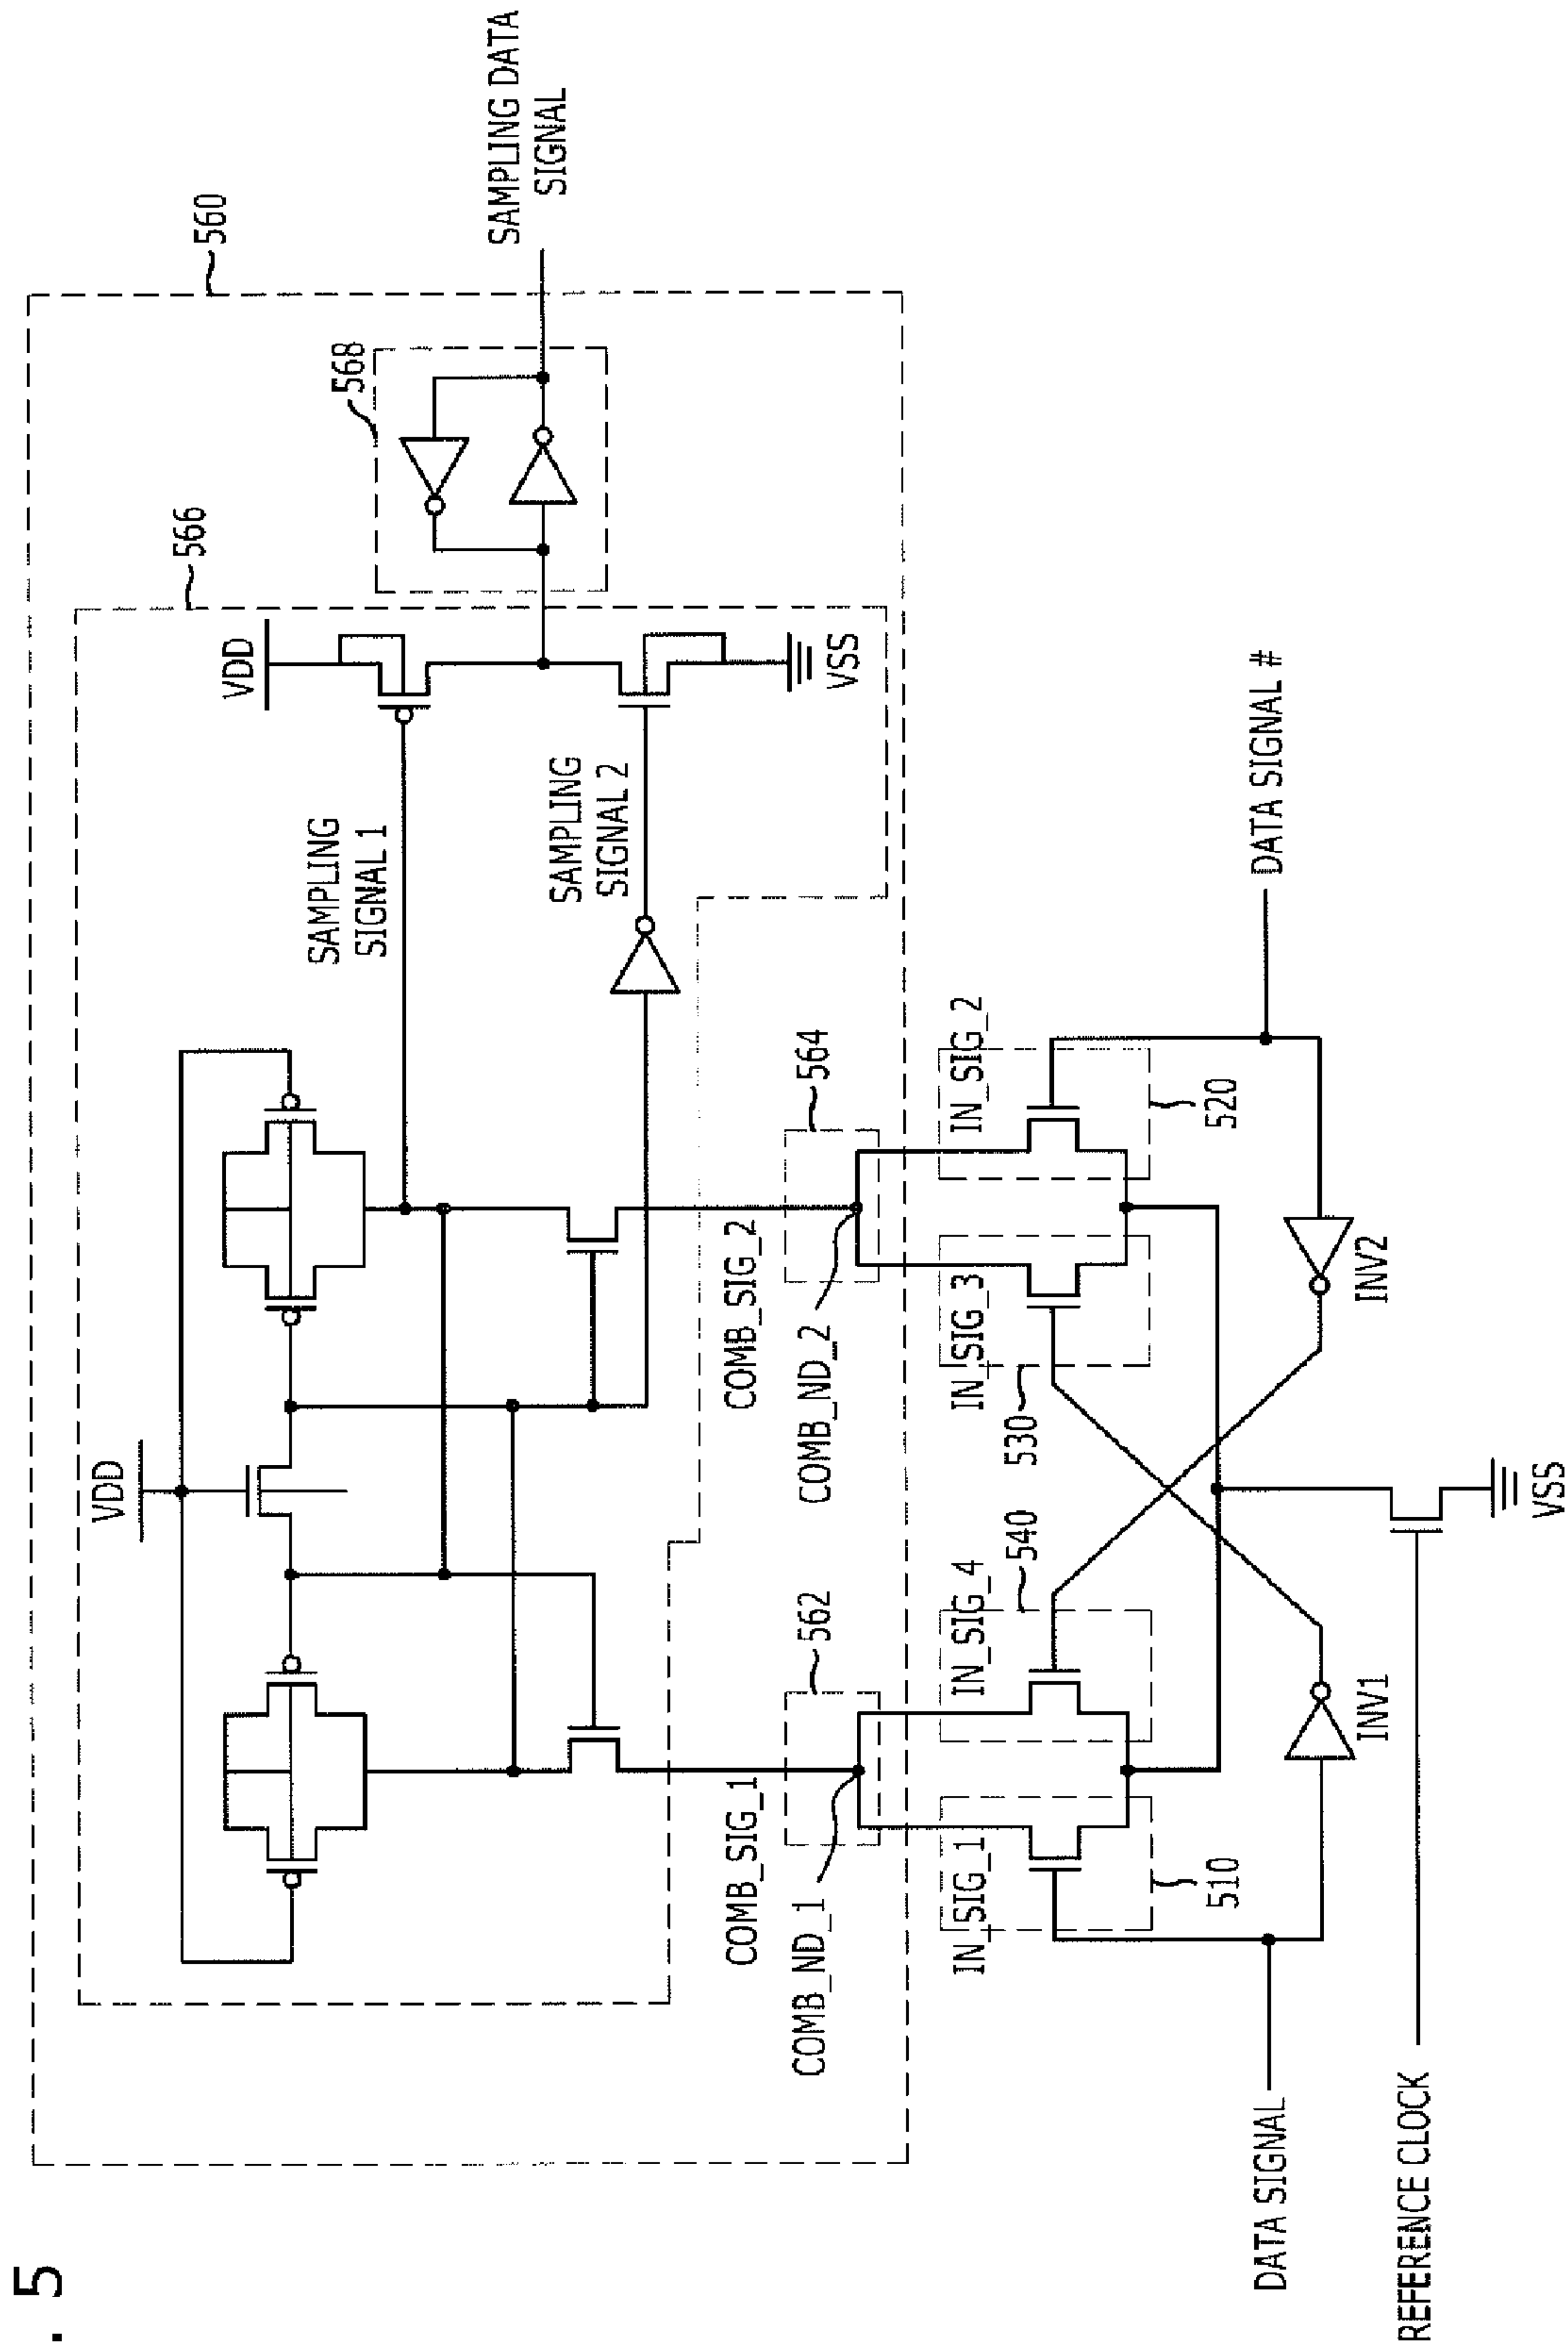 . 5
560
566
VDD
568
SAMPLING DATA
SIGNAL
VDD
SAMPLING
SIGNAL 1
SAMPLING
SIGNAL 2
VSS
COMB_SIG_1
562
COMB_SIG_2
564
COMB_ND_1
COMB_ND_2
IN_SIG_1
IN_SIG_4
540
IN_SIG_3
530
IN_SIG_2
510
520
DATA SIGNAL
DATA SIGNAL #
INV1
INV2
REFERENCE CLOCK
VSS